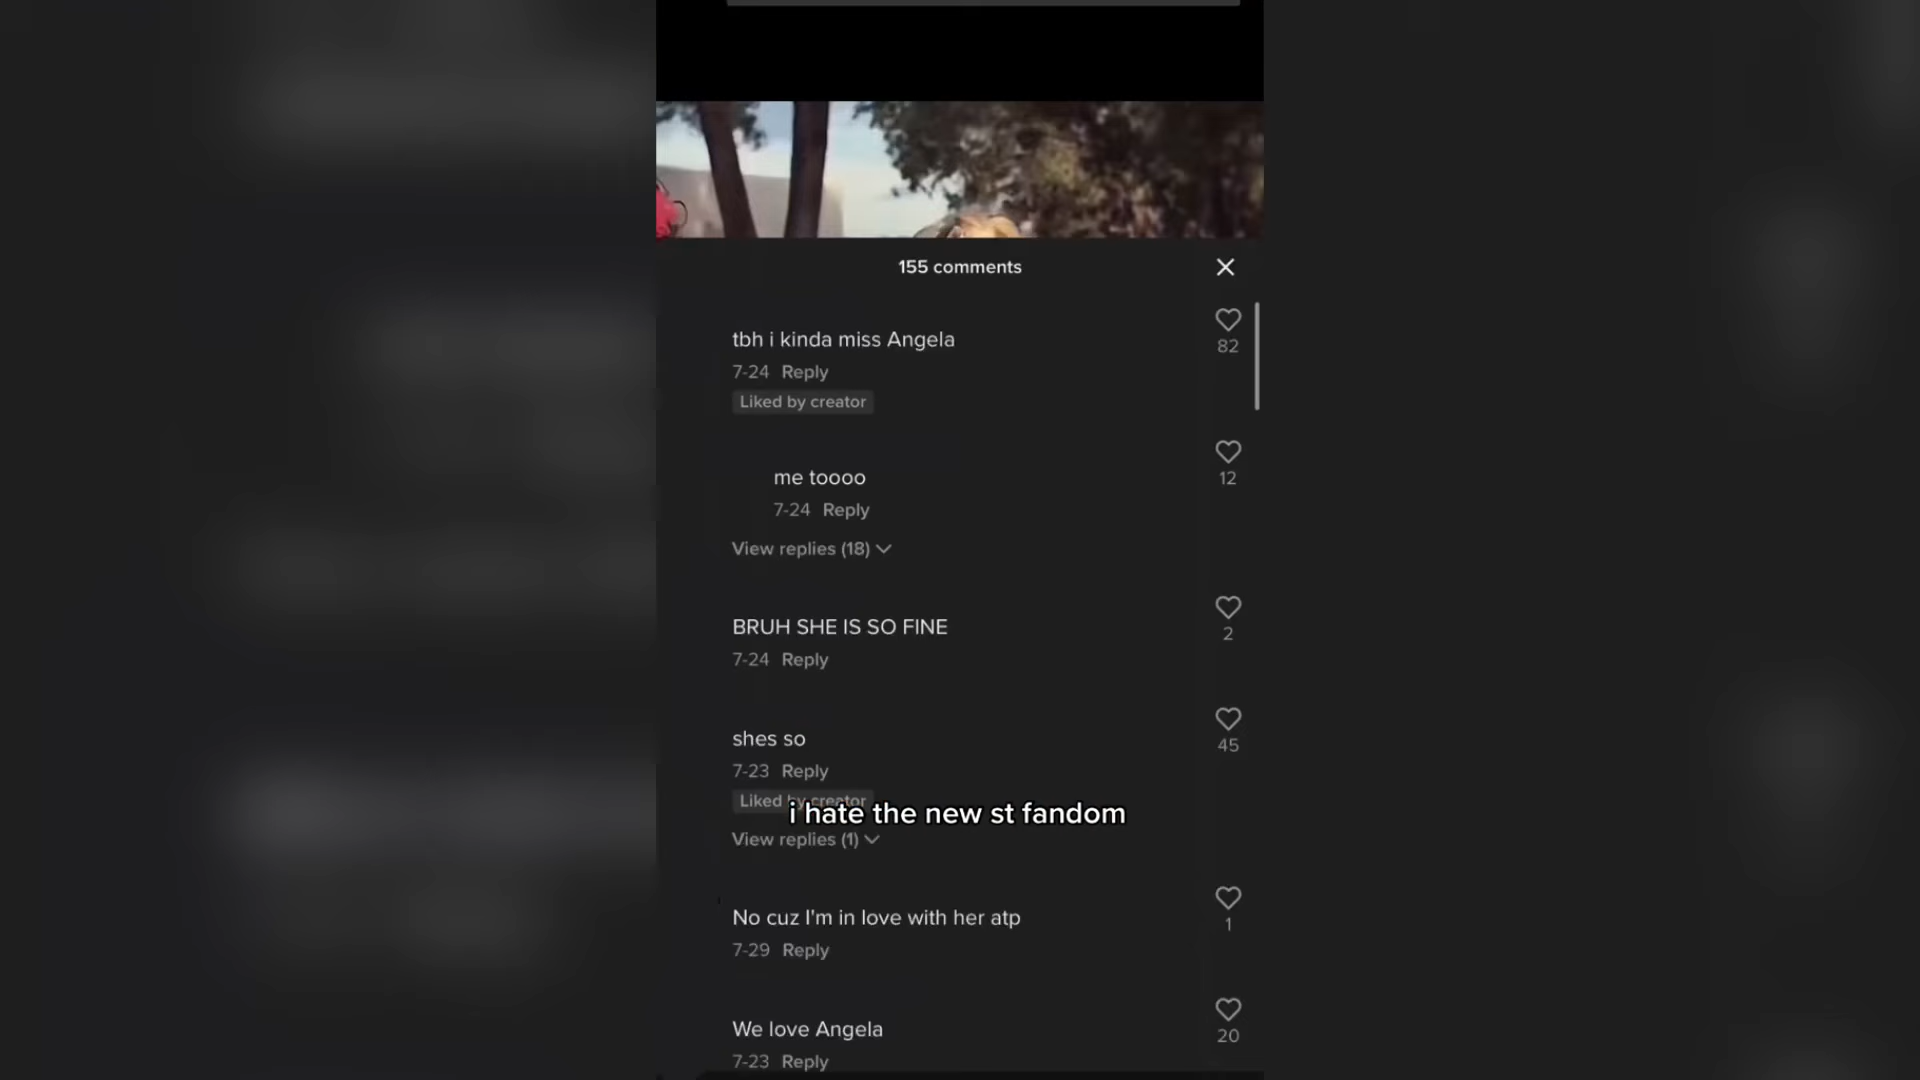 155 comments
tbh i kinda miss Angela
82
7-24 Reply
Liked by creator
me toooo
12
7-24 Reply
View replies (18)
BRUH SHE IS SO FINE
2
7-24 Reply
shes so
45
7-23 Reply
Liked by creator
i hate the new st fandom
View replies (1)
No cuz I'm in love with her atp
1
7-29 Reply
We love Angela
20
7-23 Reply